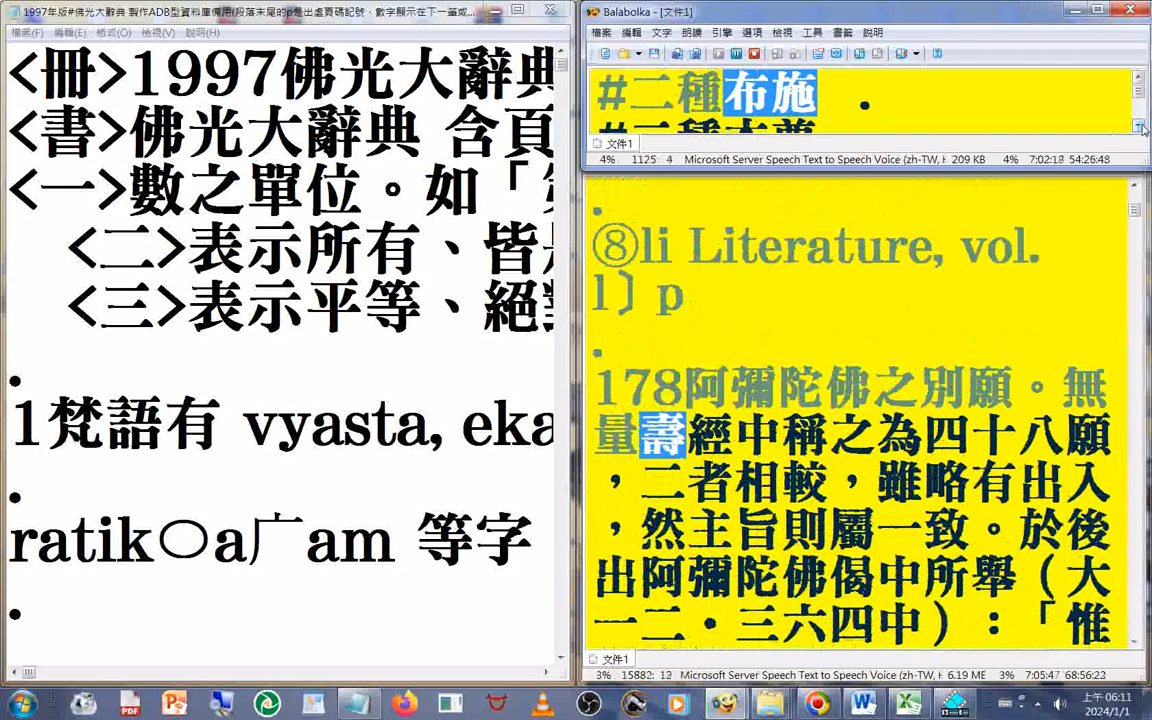 1997年版#佛光大辭典 製作ADB型資料庫備用(段落末尾的p是出處頁碼記號、數字顯示在下一筆或...
檔案(F) 編輯(E) 格式(O) 檢視(V) 說明(H)
<冊>1997佛光大辭典
<書>佛光大辭典 含頁
<一>數之單位。如「
<二>表示所有、皆
<三>表示平等、絕
.
1梵語有 vyasta, eka
.
ratik○a广am 等字
.
Balabolka - [文件1]
檔案 編輯 文字 朗讀 引擎 選項 檢視 工具 書籤 說明
#二種布施 .
文件1
4% 1125: 4 Microsoft Server Speech Text to Speech Voice (zh-TW, H 209 KB 4% 7:02:18 54:26:48
.
⑧li Literature, vol.
l〕p
.
178阿彌陀佛之別願。無
量壽經中稱之為四十八願
，二者相較，雖略有出入
，然主旨則屬一致。於後
出阿彌陀佛偈中所舉（大
一二・三六四中）：「惟
文件1
3% 15882: 13 Microsoft Server Speech Text to Speech Voice (zh-TW, H 6.19 MB 3% 7:05:47 68:56:22
上午 06:11
2024/1/1